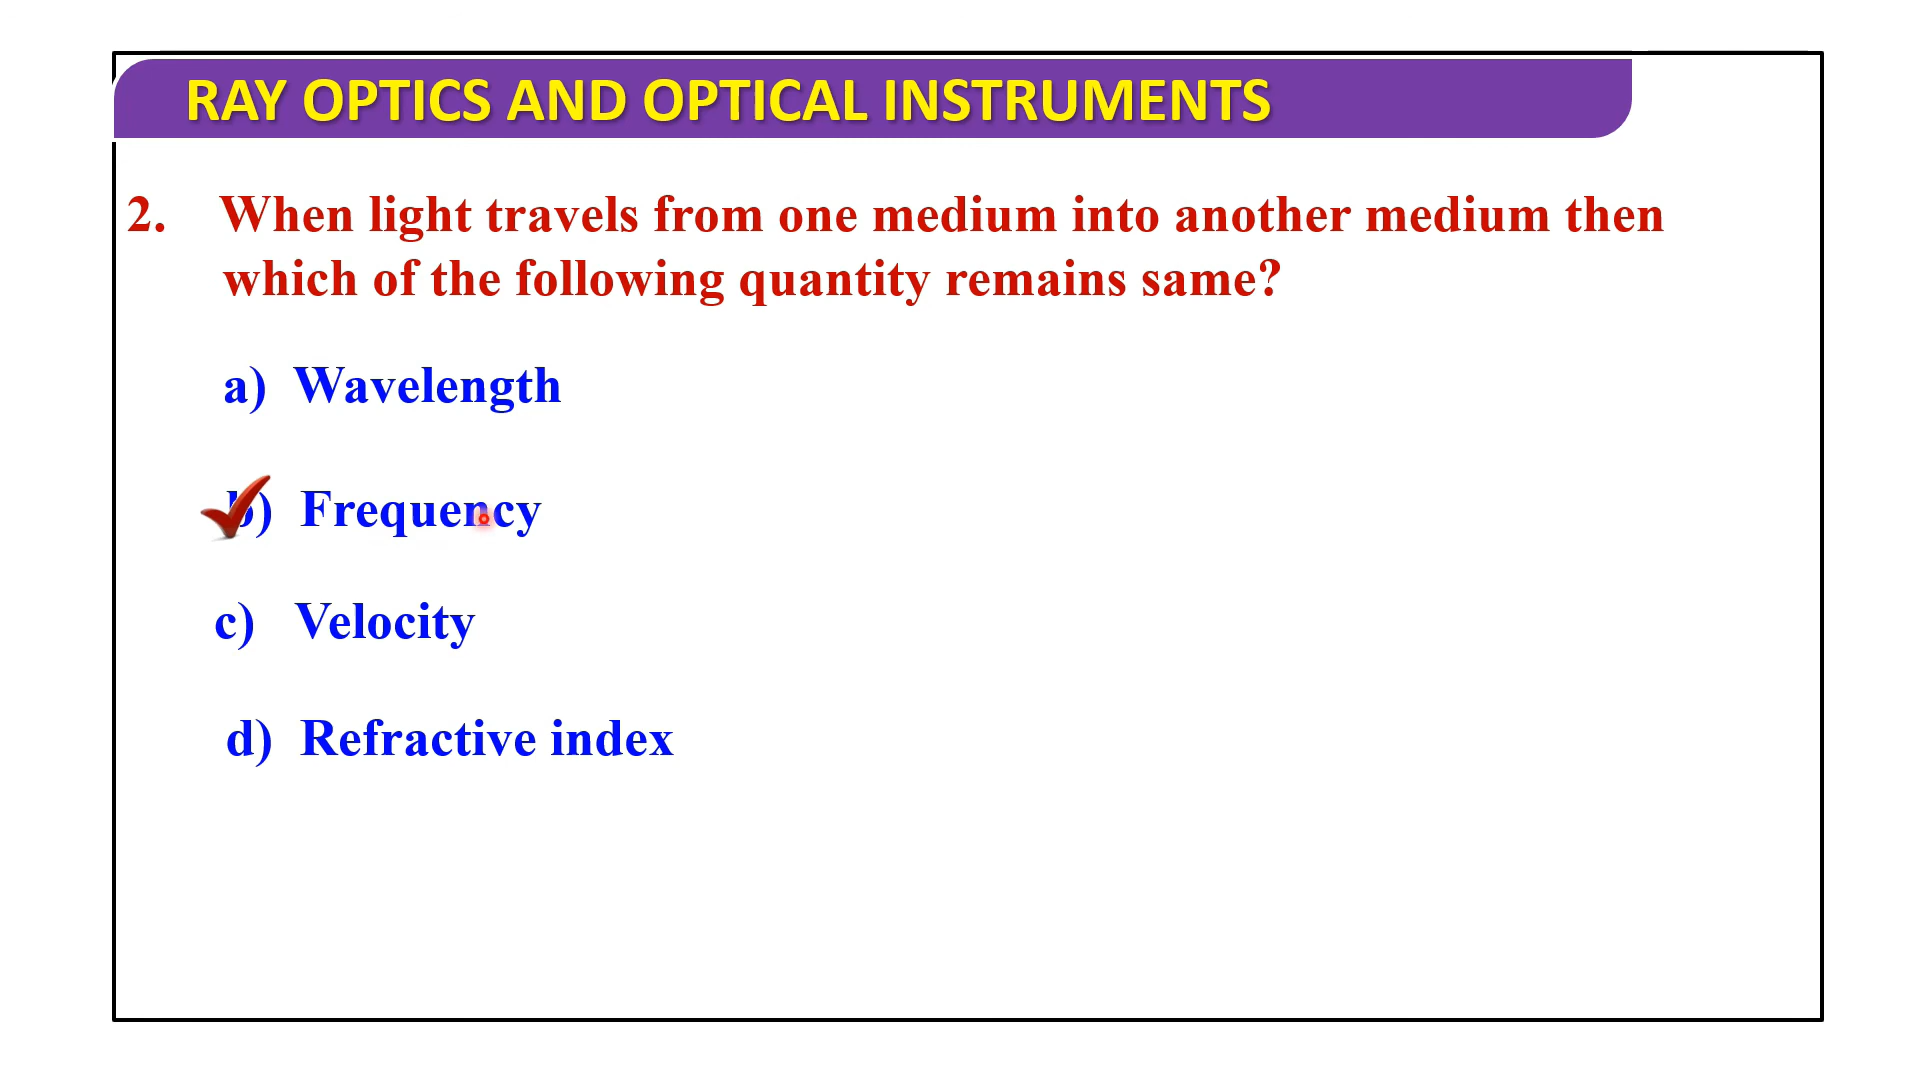 RAY OPTICS AND OPTICAL INSTRUMENTS
2. When light travels from one medium into another medium then
which of the following quantity remains same?
a) Wavelength
b) Frequency
c) Velocity
d) Refractive index